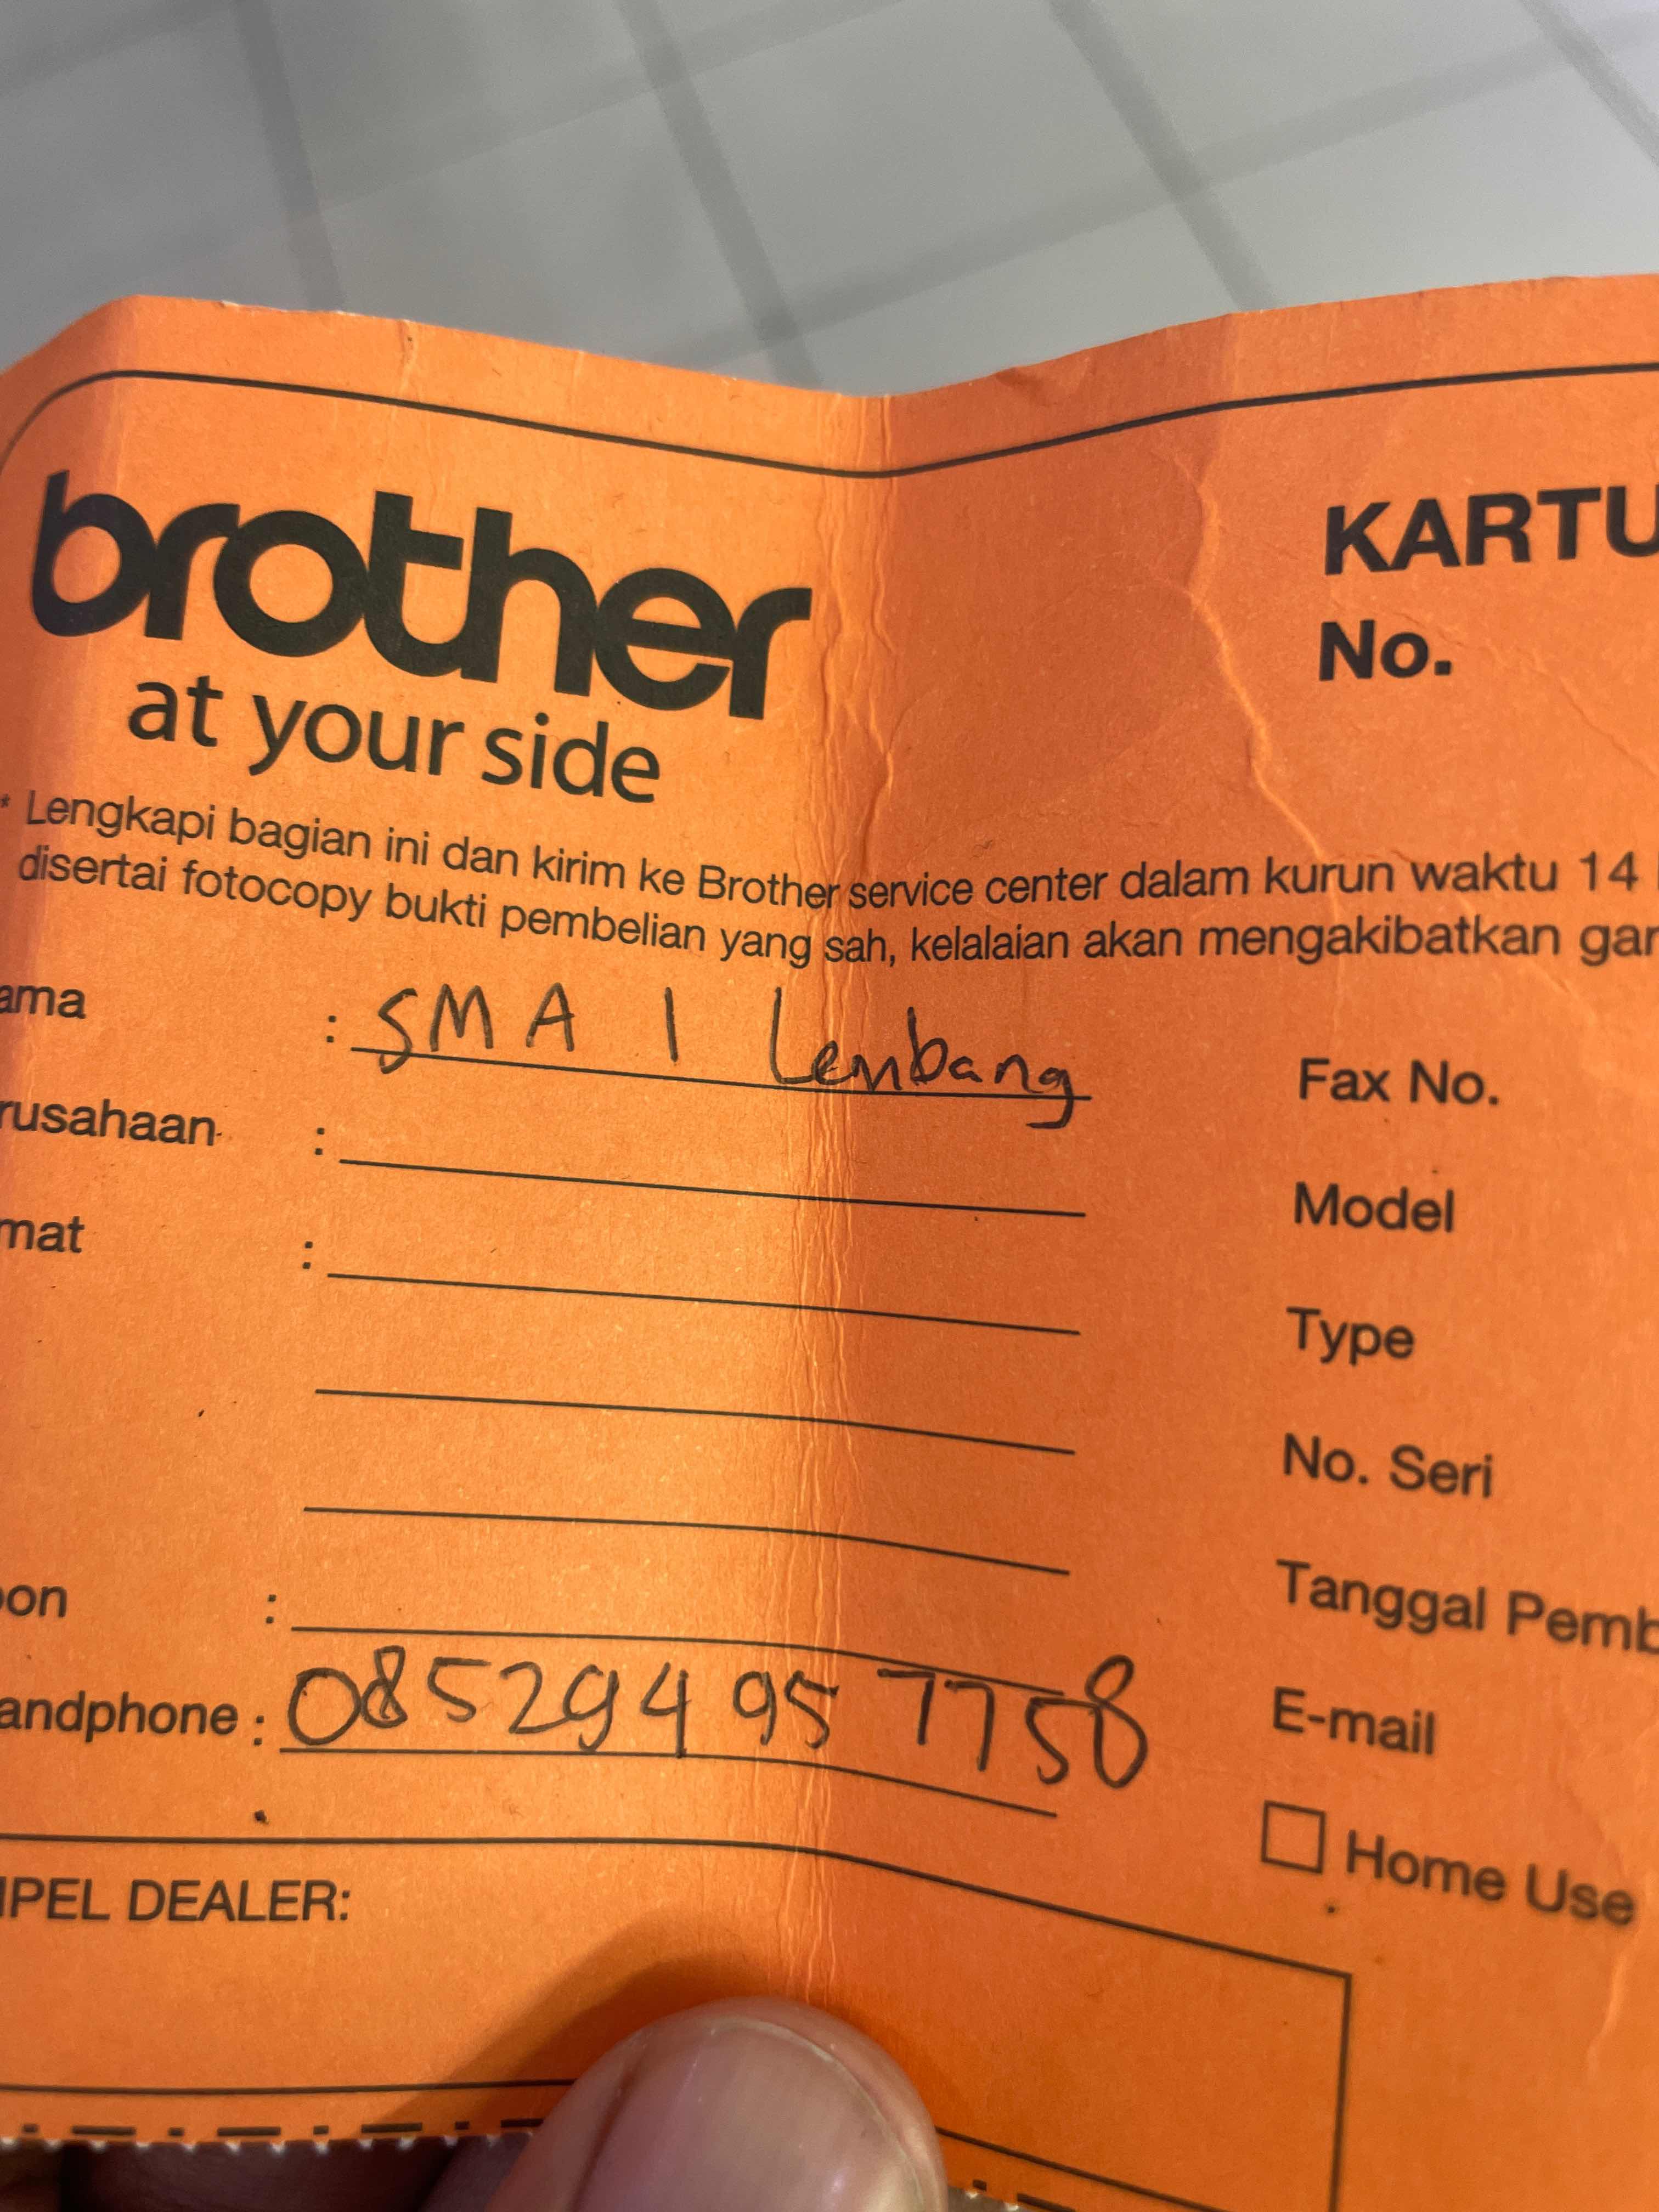 brother
at your side
KARTU
No.
* Lengkapi bagian ini dan kirim ke Brother service center dalam kurun waktu 14
disertai fotocopy bukti pembelian yang sah, kelalaian akan mengakibatkan gar
ama : SMA 1 Lembang
Fax No.
rusahaan :
Model
mat :
Type
No. Seri
on :
Tanggal Pemb
andphone : 085294957758
E-mail
Home Use
IPEL DEALER: